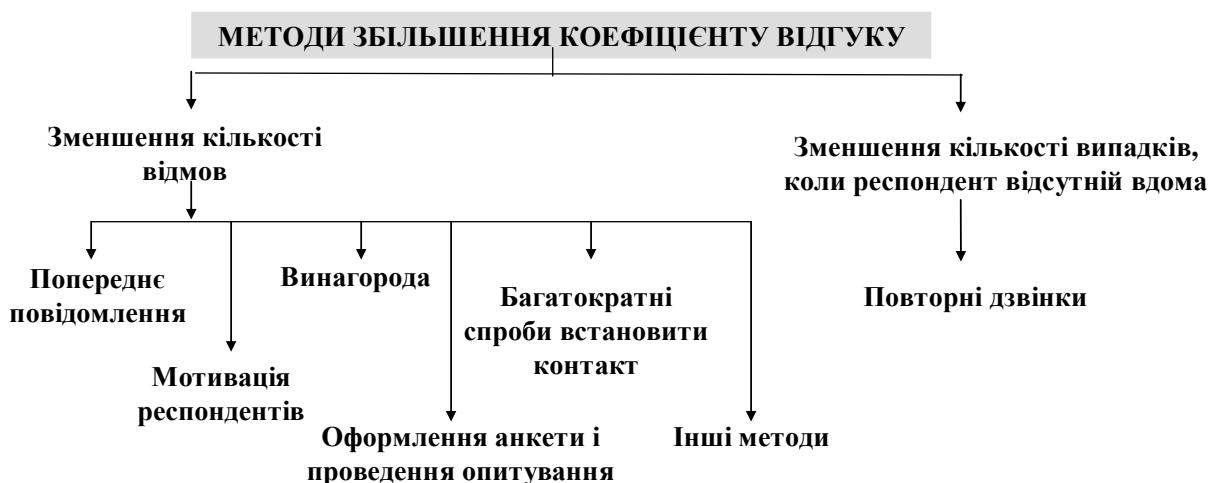 МЕТОДИ ЗБІЛЬШЕННЯ КОЕФІЦІЄНТУ ВІДГУКУ
Зменшення кількості
відмов
Зменшення кількості випадків,
коли респондент відсутній вдома
Попереднє
повідомлення
Мотивація
респондентів
Винагорода
Оформлення анкети і
проведення опитування
Багатократні
спроби встановити
контакт
Інші методи
Повторні дзвінки